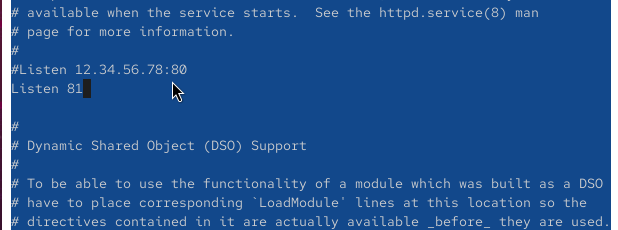 # available when the service starts.  See the httpd.service(8) man
# page for more information.
#
#Listen 12.34.56.78:80
Listen 81
#
# Dynamic Shared Object (DSO) Support
#
# To be able to use the functionality of a module which was built as a DSO
# have to place corresponding `LoadModule' lines at this location so the
# directives contained in it are actually available _before_ they are used.